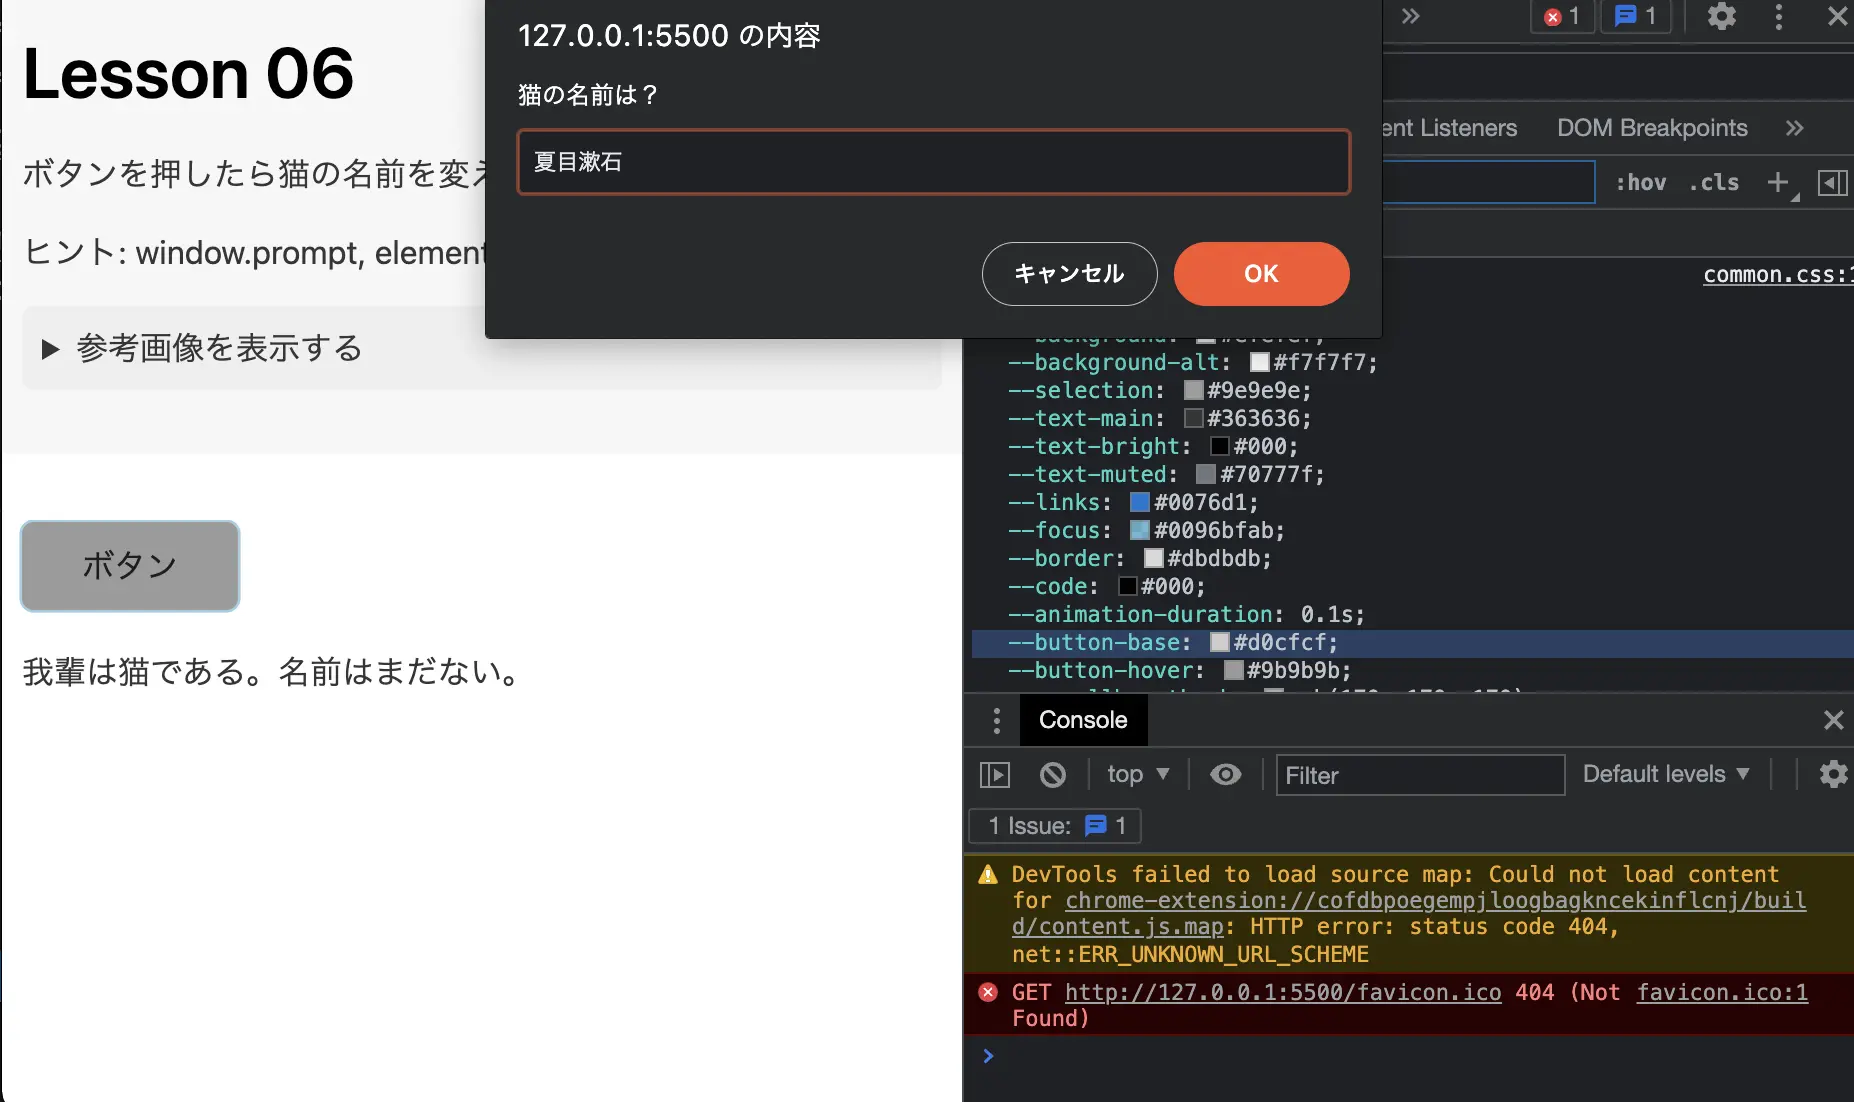 Lesson 06
ボタンを押したら猫の名前を変え
ヒント: window.prompt, element
▶ 参考画像を表示する
ボタン
我輩は猫である。名前はまだない。
127.0.0.1:5500 の内容
猫の名前は？
夏目漱石
キャンセル OK
1 1
ent Listeners DOM Breakpoints
:hov .cls
common.css:1
--background-alt: #f7f7f7;
--selection: #9e9e9e;
--text-main: #363636;
--text-bright: #000;
--text-muted: #70777f;
--links: #0076d1;
--focus: #0096bfab;
--border: #dbdbdb;
--code: #000;
--animation-duration: 0.1s;
--button-base: #d0cfcf;
--button-hover: #9b9b9b;
Console
top ▼ Filter Default levels ▼
1 Issue: 1
DevTools failed to load source map: Could not load content
for chrome-extension://cofdbpoegempjloogbagkncekinflcnj/buil
d/content.js.map: HTTP error: status code 404,
net::ERR_UNKNOWN_URL_SCHEME
GET http://127.0.0.1:5500/favicon.ico 404 (Not favicon.ico:1
Found)